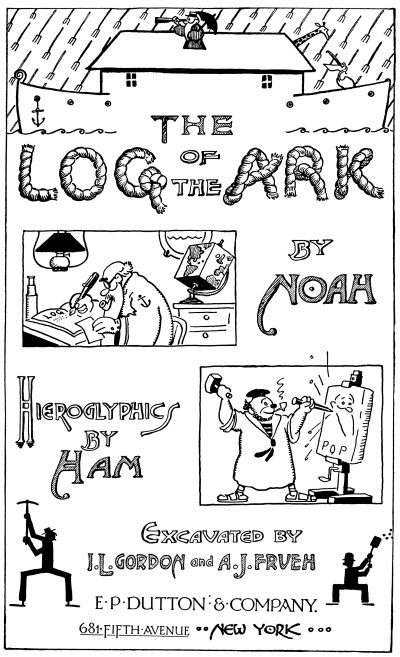 THE
LOG OF THE ARK
BY
NOAH
LOG
HIEROGLYPHICS
BY
HAM
POP
EXCAVATED BY
I.L. GORDON and A.J. FRUEH
E·P·DUTTON & COMPANY.
681·FIFTH·AVENUE ··NEW YORK ···